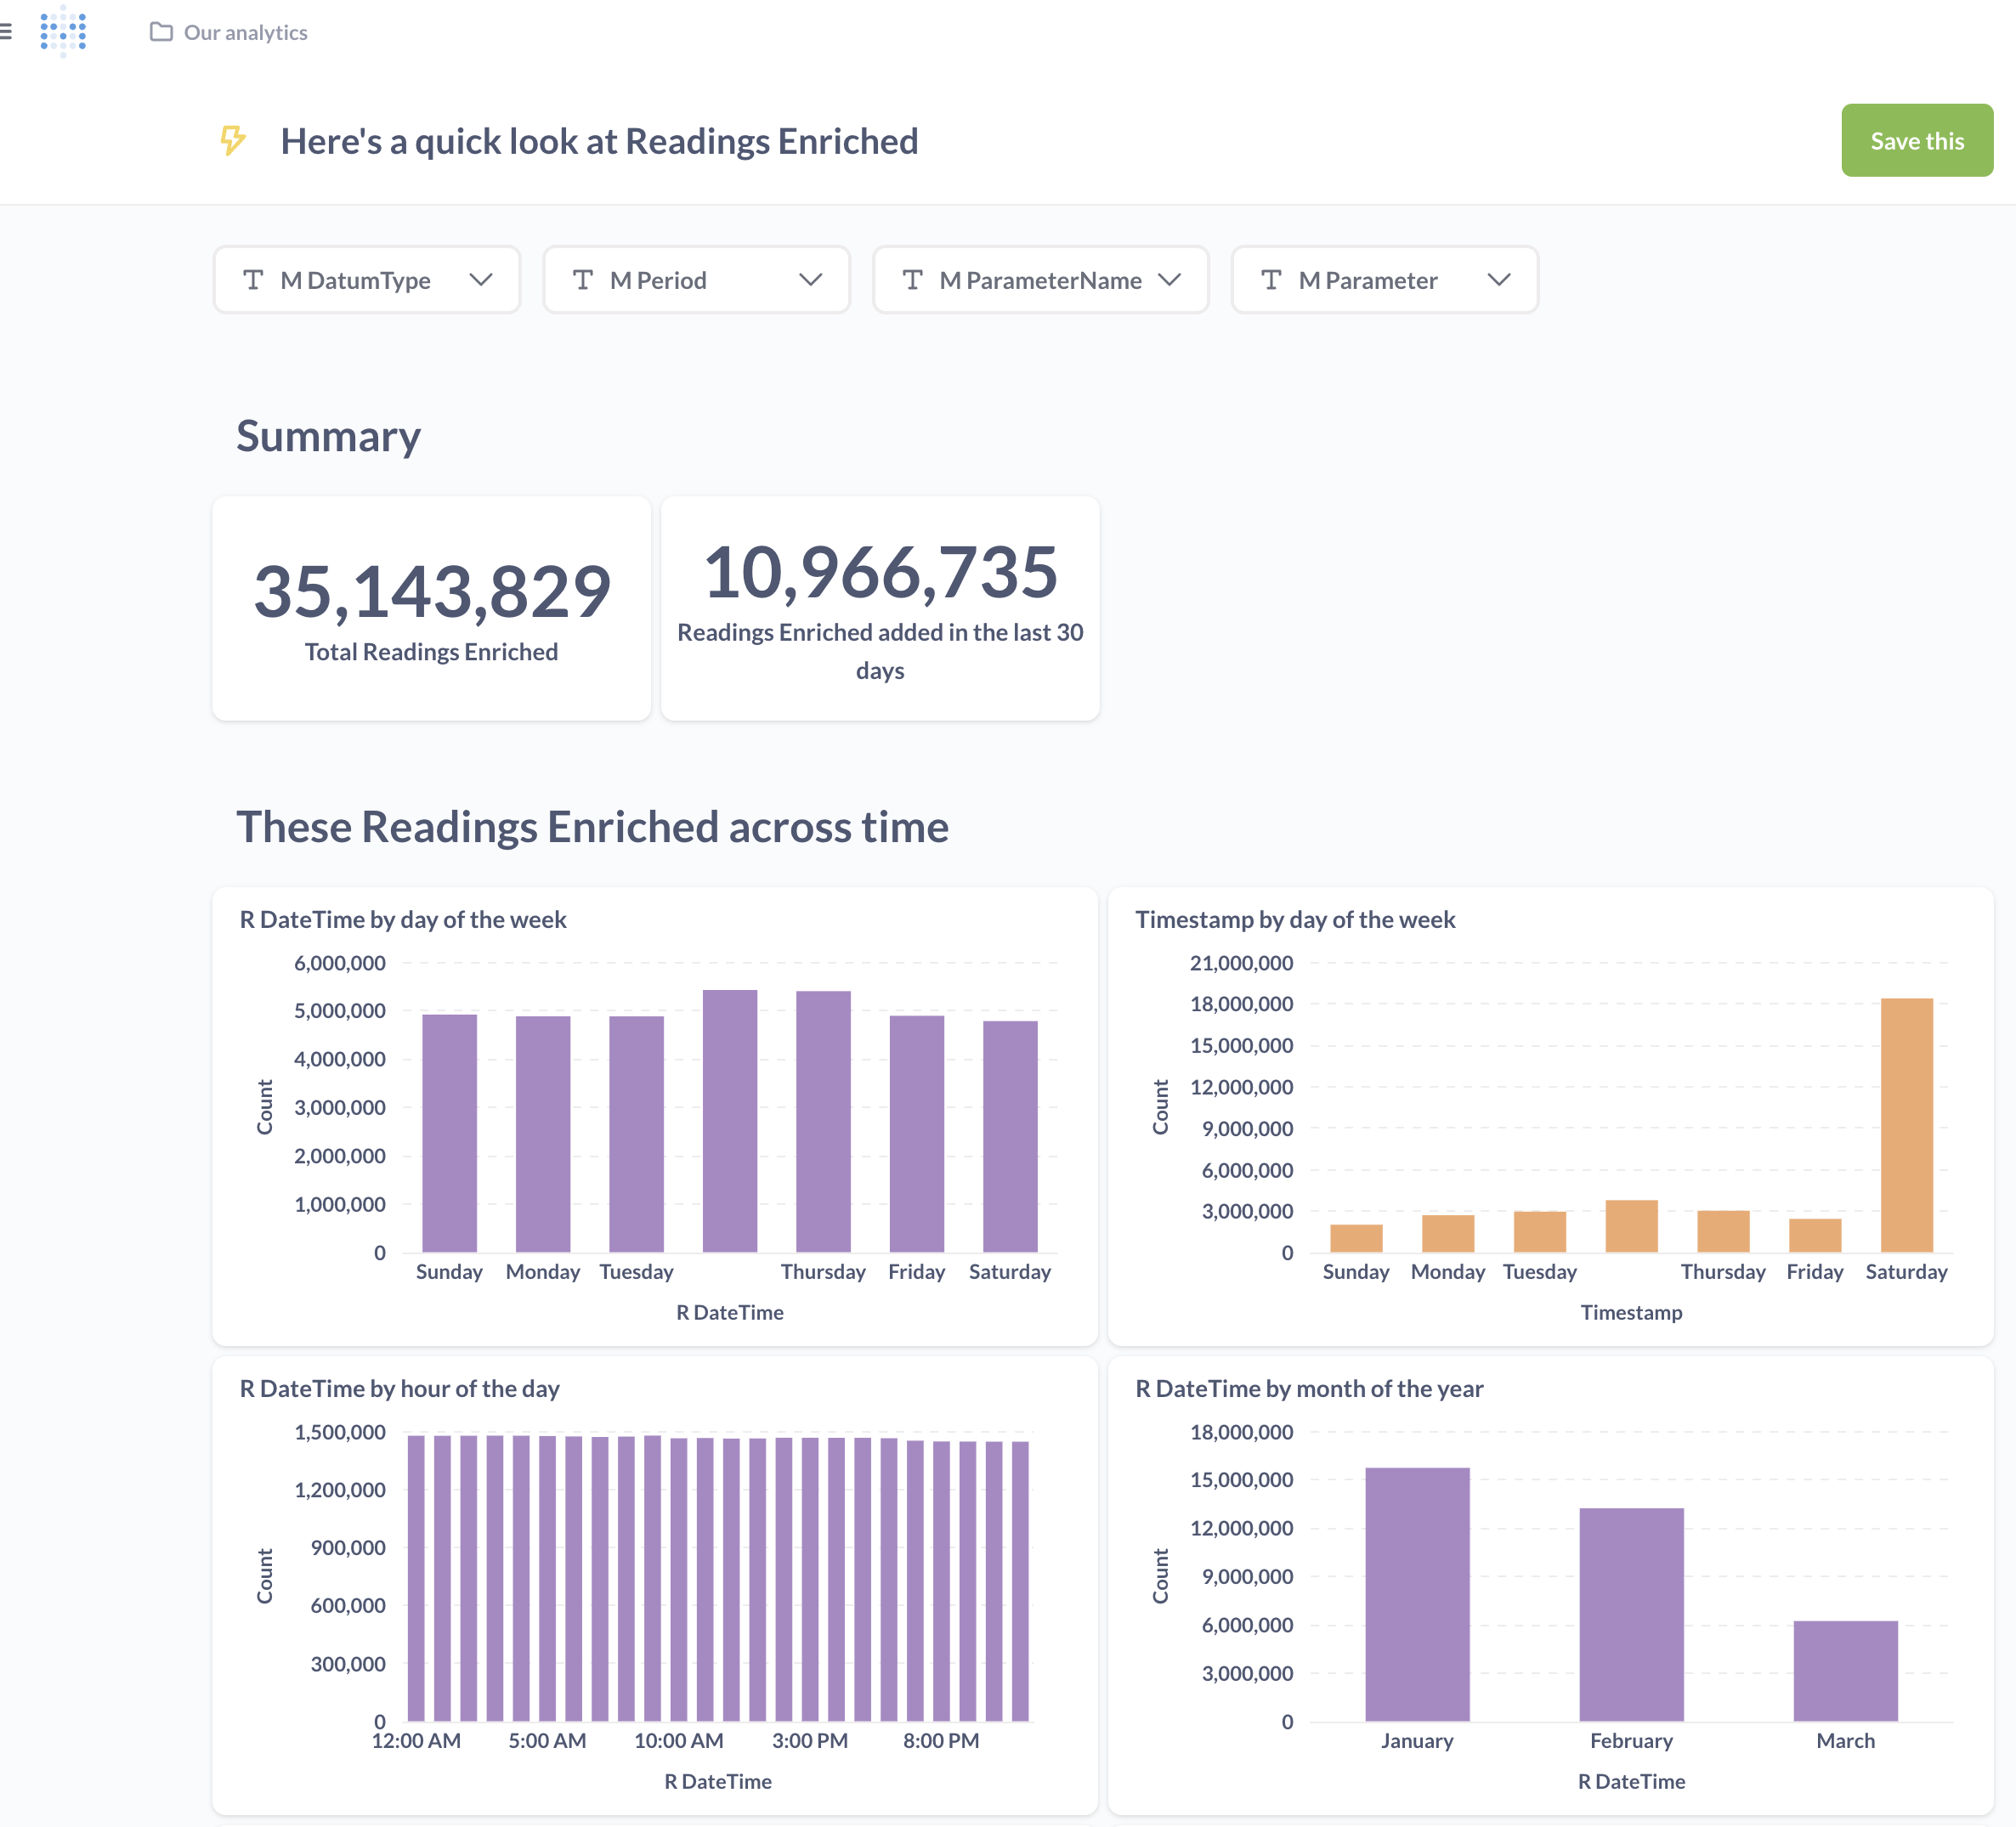 Our analytics
Here's a quick look at Readings Enriched
Save this
M DatumType
M Period
M ParameterName
M Parameter
Summary
35,143,829
Total Readings Enriched
10,966,735
Readings Enriched added in the last 30
days
These Readings Enriched across time
R DateTime by day of the week
6,000,000
5,000,000
4,000,000
3,000,000
2,000,000
1,000,000
0
Count
Sunday Monday Tuesday Thursday Friday Saturday
R DateTime
Timestamp by day of the week
21,000,000
18,000,000
15,000,000
12,000,000
9,000,000
6,000,000
3,000,000
0
Count
Sunday Monday Tuesday Thursday Friday Saturday
Timestamp
R DateTime by hour of the day
1,500,000
1,200,000
900,000
600,000
300,000
0
Count
12:00 AM 5:00 AM 10:00 AM 3:00 PM 8:00 PM
R DateTime
R DateTime by month of the year
18,000,000
15,000,000
12,000,000
9,000,000
6,000,000
3,000,000
0
Count
January February March
R DateTime